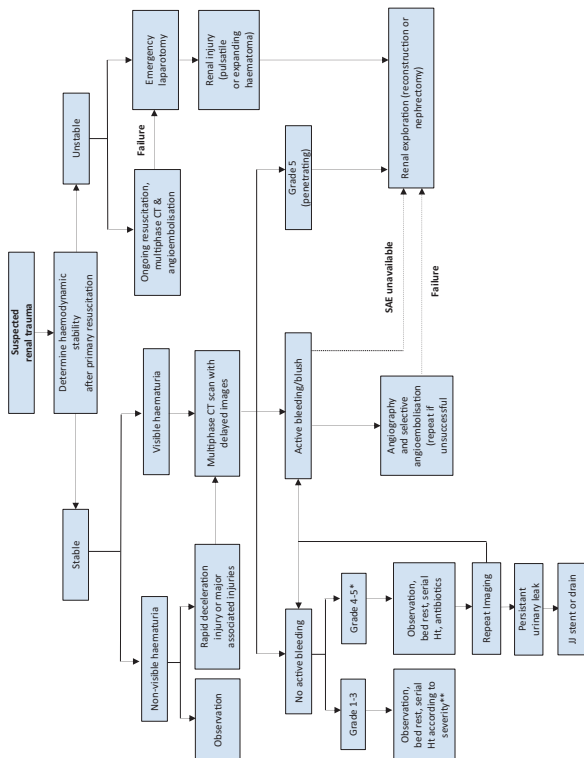 Suspected
renal trauma
Determine haemodynamic
stability
after primary resuscitation
Stable
Unstable
Non-visible haematuria
Visible haematuria
Ongoing resuscitation,
multiphase CT &
angioembolisation
Failure
Emergency
laparotomy
Observation
Rapid deceleration
injury or major
associated injuries
Multiphase CT scan with
delayed images
Renal injury
(pulsatile
or expanding
haematoma)
No active bleeding
Active bleeding/blush
Grade 5
(penetrating)
Grade 1-3
Grade 4-5*
SAE unavailable
Observation,
bed rest, serial
Ht according to
severity**
Observation,
bed rest, serial
Ht, antibiotics
Angiography
and selective
angioembolisation
(repeat if
unsuccessful
Failure
Renal exploration (reconstruction or
nephrectomy)
Repeat Imaging
Persistant
urinary leak
JJ stent or drain